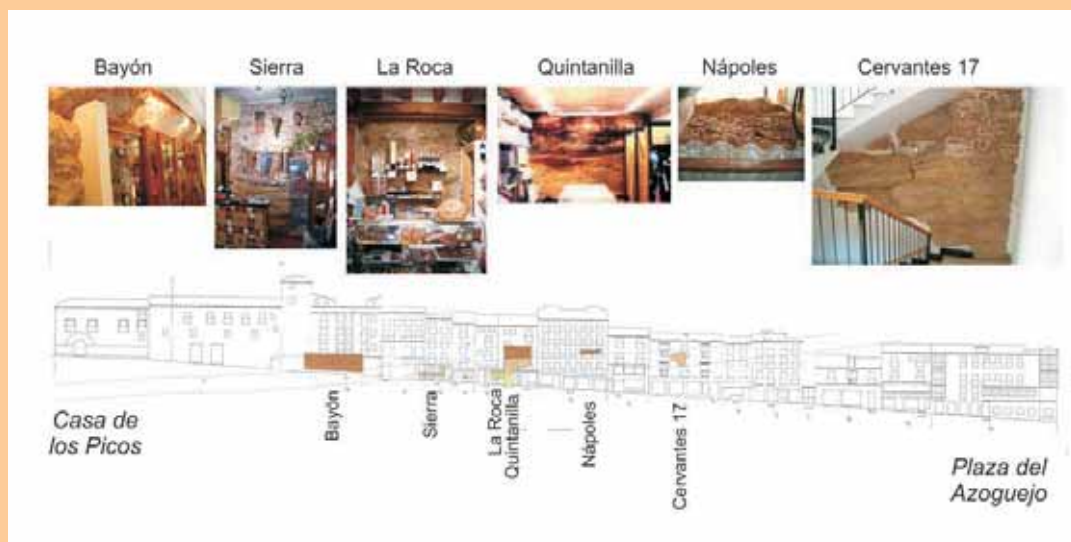 Bayón
Sierra
La Roca
Quintanilla
Nápoles
Cervantes 17
Casa de
los Picos
Bayón
Sierra
La Roca
Quintanilla
Nápoles
Cervantes 17
Plaza del
Azoguejo